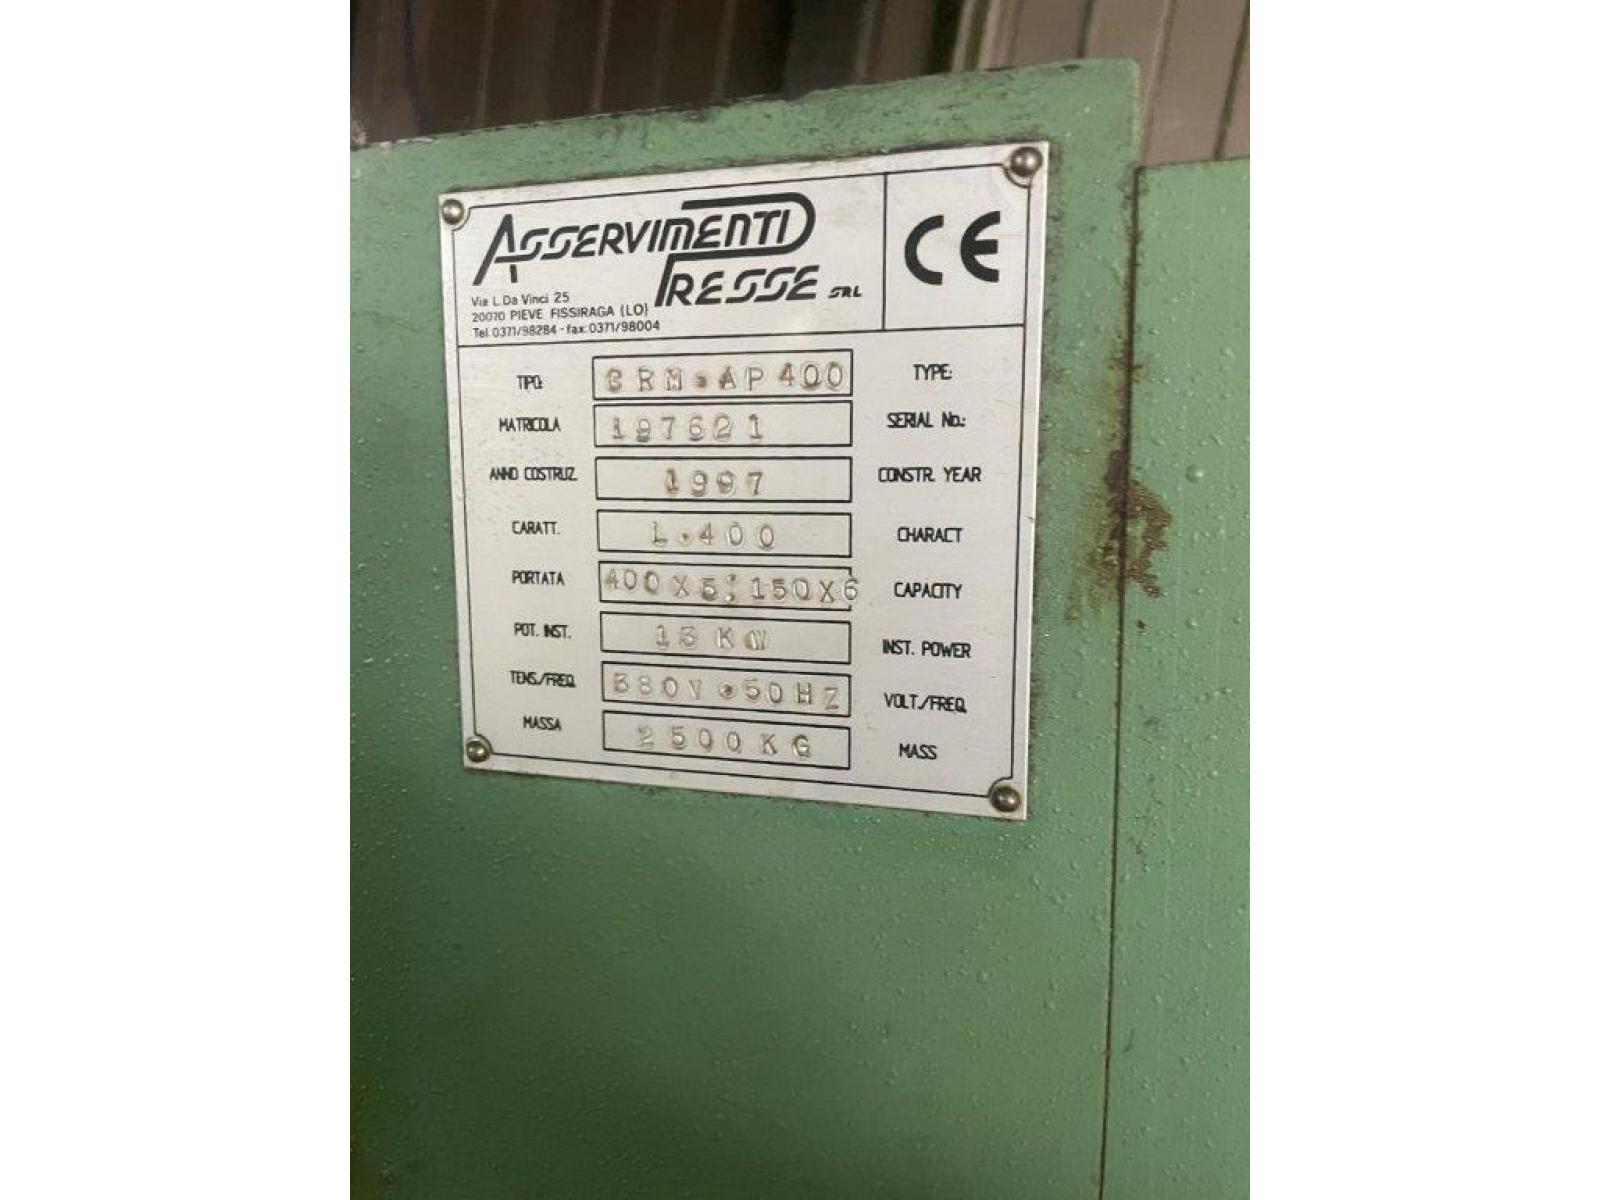 ASSERVIMENTI
PRESSE SRL
CE
Via L. Da Vinci 25
20070 PIEVE FISSIRAGA (LO)
Tel. 0371/98284 - fax: 0371/98004
TIPO: GRM•AP400 TYPE:
MATRICOLA 197621 SERIAL No.:
ANNO COSTRUZ. 1997 CONSTR. YEAR
CARATT. L•400 CHARACT
PORTATA 400X5; 150X6 CAPACITY
POT. INST. 13KW INST. POWER
TENS./FREQ. 380V•50HZ VOLT./FREQ.
MASSA 2500KG MASS